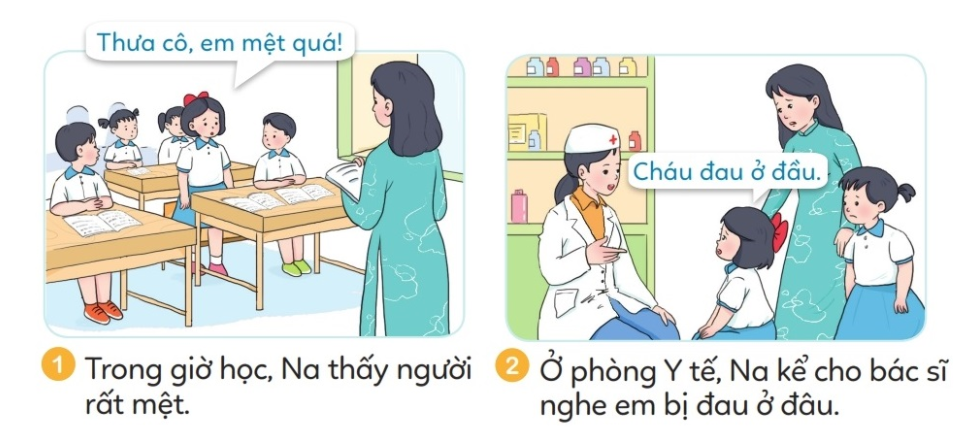 Thưa cô, em mệt quá!
Cháu đau ở đầu.
1 Trong giờ học, Na thấy người
rất mệt.
2 Ở phòng Y tế, Na kể cho bác sĩ
nghe em bị đau ở đâu.